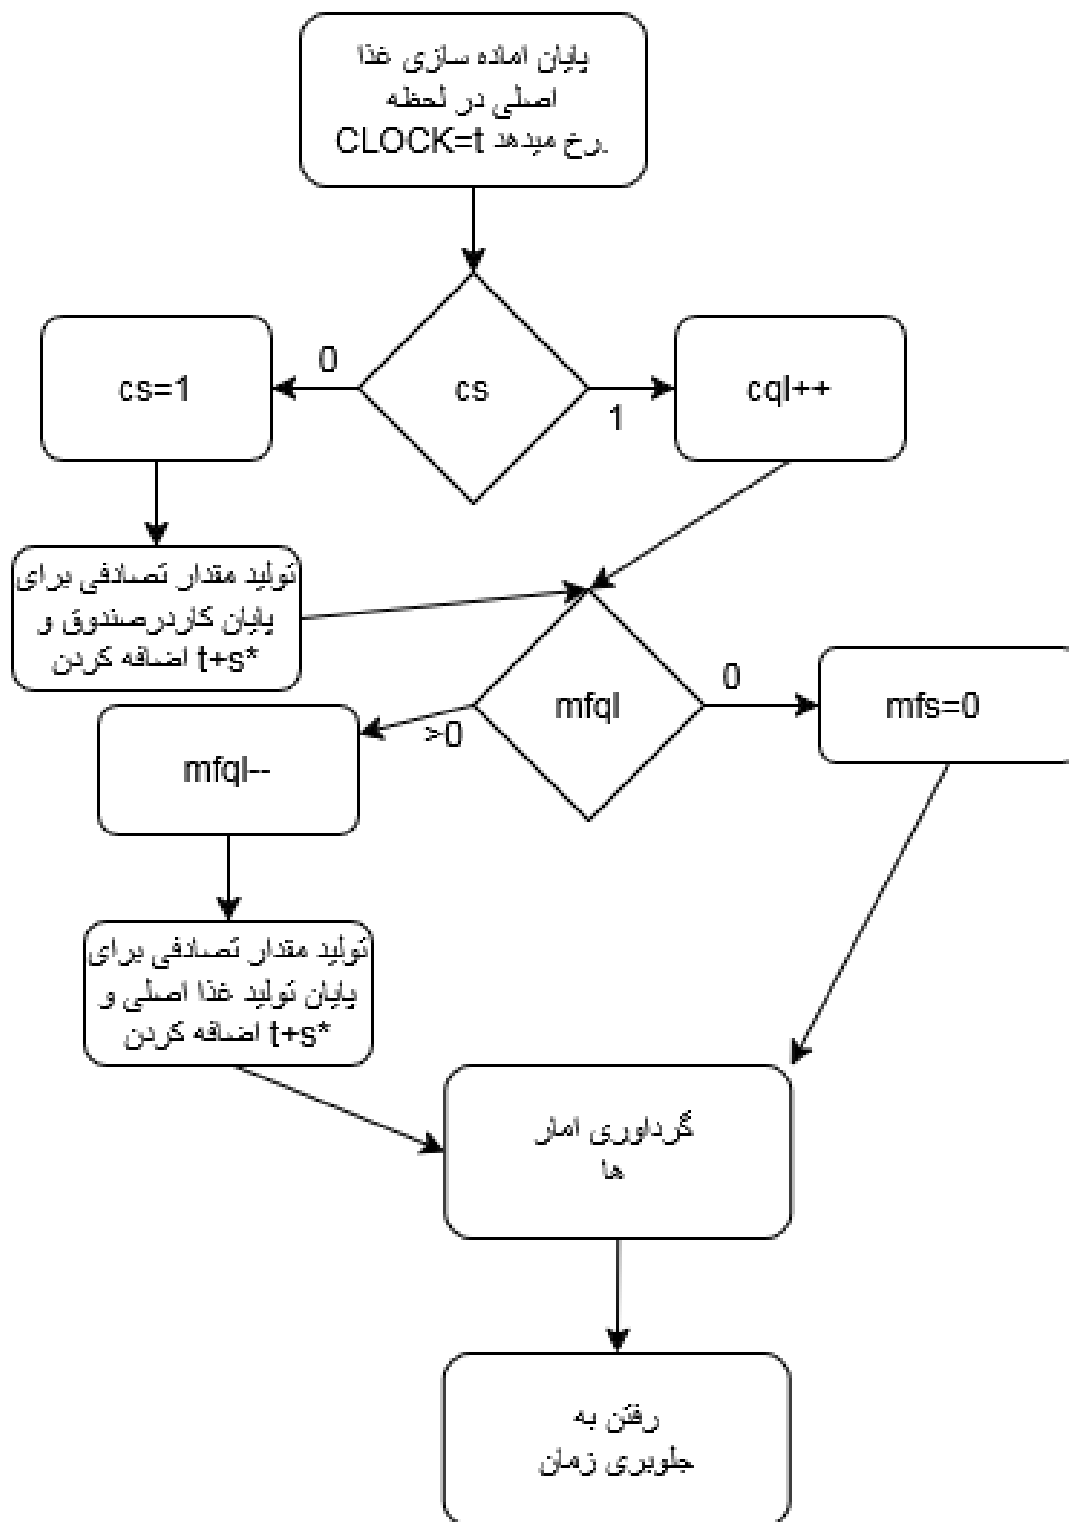 پایان اماده سازی غذا
اصلی در لحظه
CLOCK=t رخ میدهد.
0
cs=1
cs
1
cql++
تولید مقدار تصادفی برای
پایان کاردرصندوق و
اضافه کردن t+s*
0
mfql
mfs=0
>0
mfql--
تولید مقدار تصادفی برای
پایان تولید غذا اصلی و
اضافه کردن t+s*
گرداوری امار
ها
رفتن به
جلوبری زمان